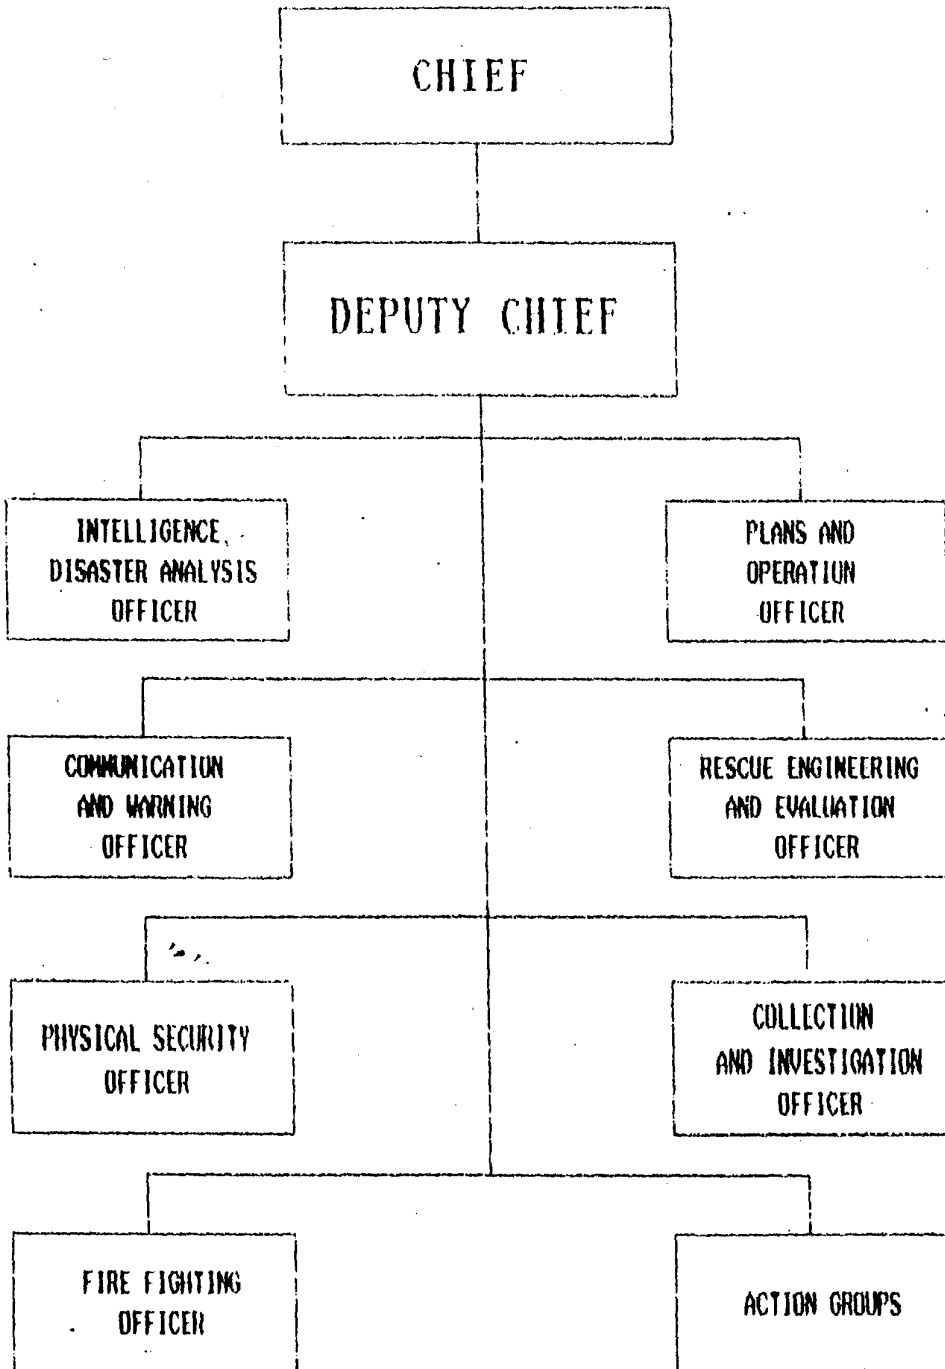 CHIEF
DEPUTY CHIEF
INTELLIGENCE,
DISASTER ANALYSIS
OFFICER
PLANS AND
OPERATION
OFFICER
COMMUNICATION
AND WARNING
OFFICER
RESCUE ENGINEERING
AND EVALUATION
OFFICER
PHYSICAL SECURITY
OFFICER
COLLECTION
AND INVESTIGATION
OFFICER
FIRE FIGHTING
OFFICER
ACTION GROUPS